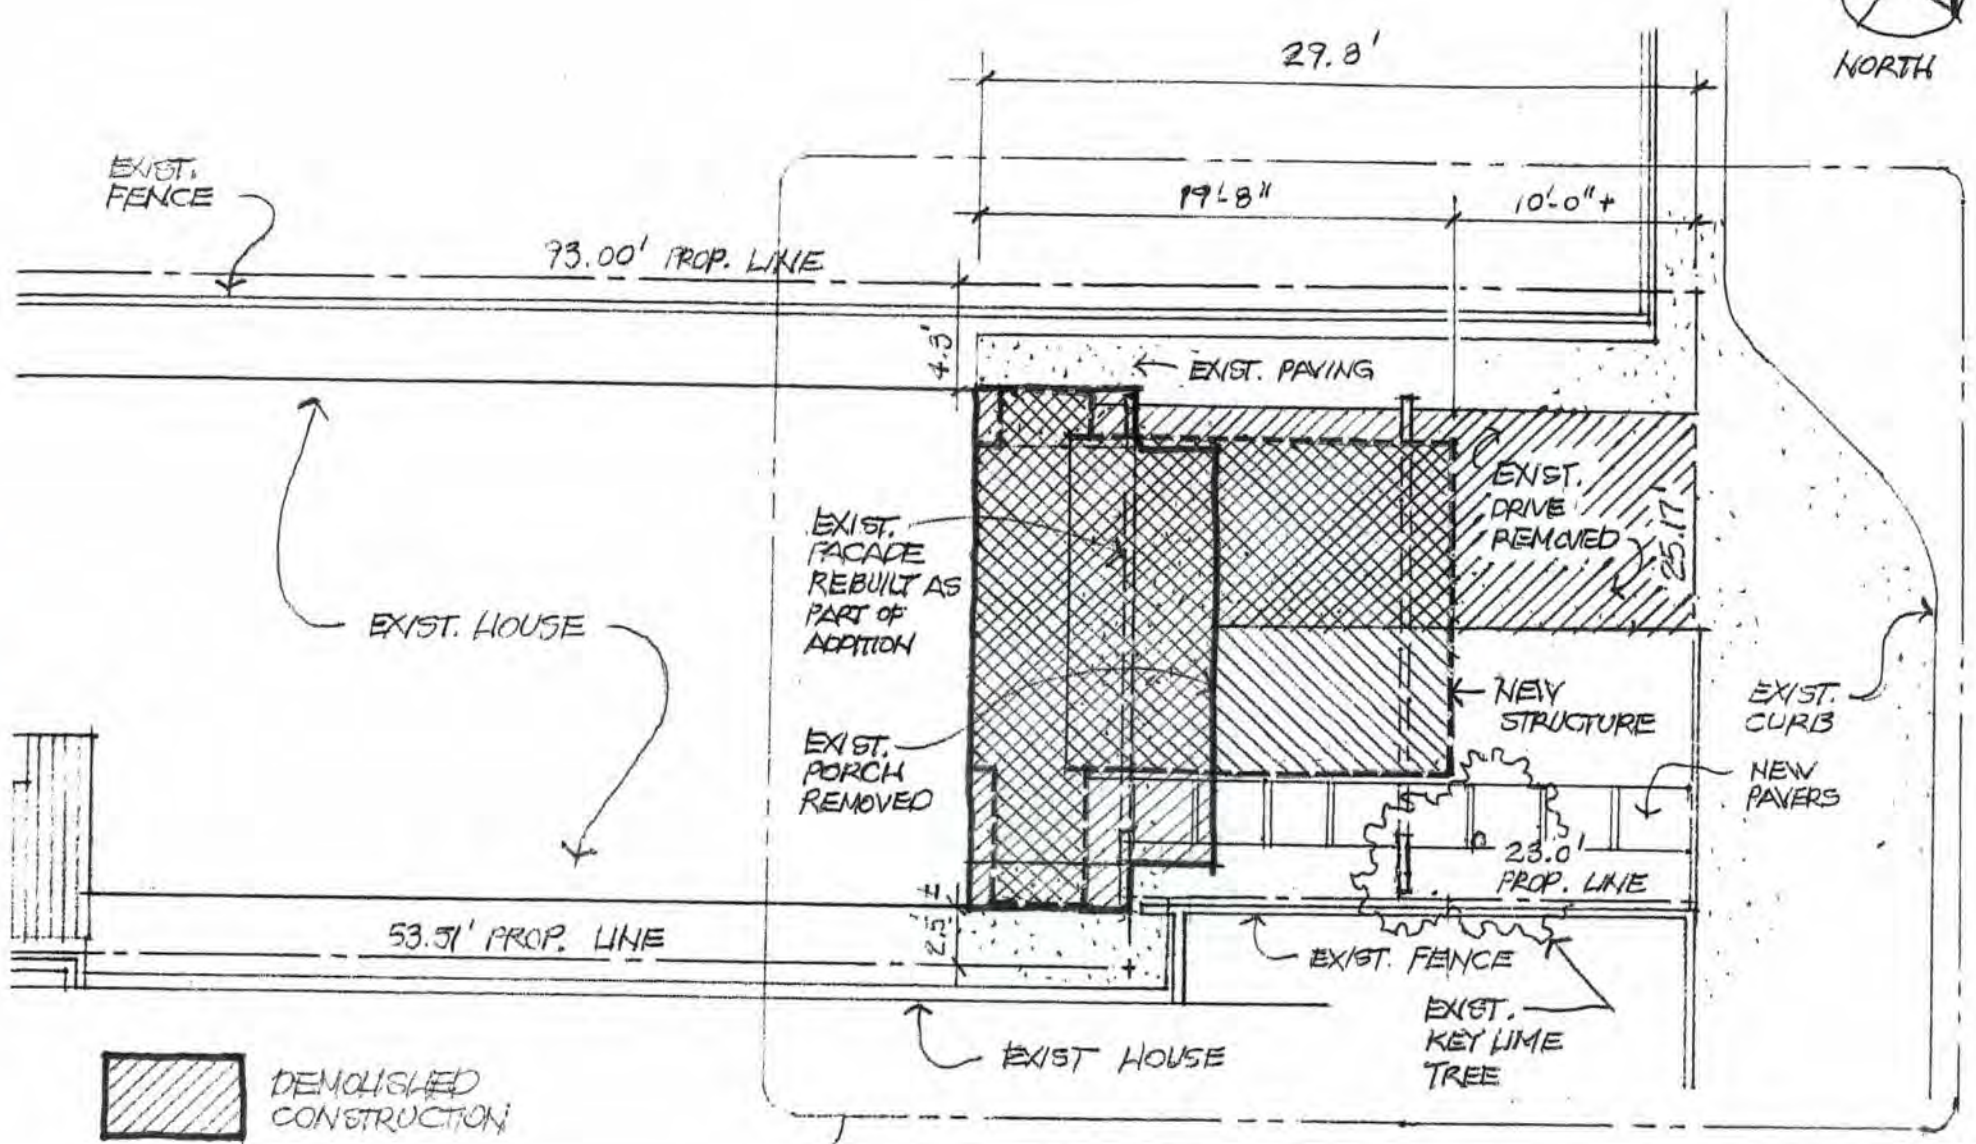 NORTH
29.8'
19'-8"
10'-0"+
EXIST.
FENCE
93.00' PROP. LINE
4.3'
EXIST. PAVING
EXIST.
DRIVE
REMOVED
25.17'
EXIST.
FACADE
REBUILT AS
PART OF
ADDITION
EXIST. HOUSE
NEW
STRUCTURE
EXIST.
CURB
EXIST.
PORCH
REMOVED
NEW
PAVERS
23.0'
PROP. LINE
2.5' ±
53.51' PROP. LINE
EXIST. FENCE
EXIST.
KEY LIME
TREE
EXIST HOUSE
DEMOLISHED
CONSTRUCTION